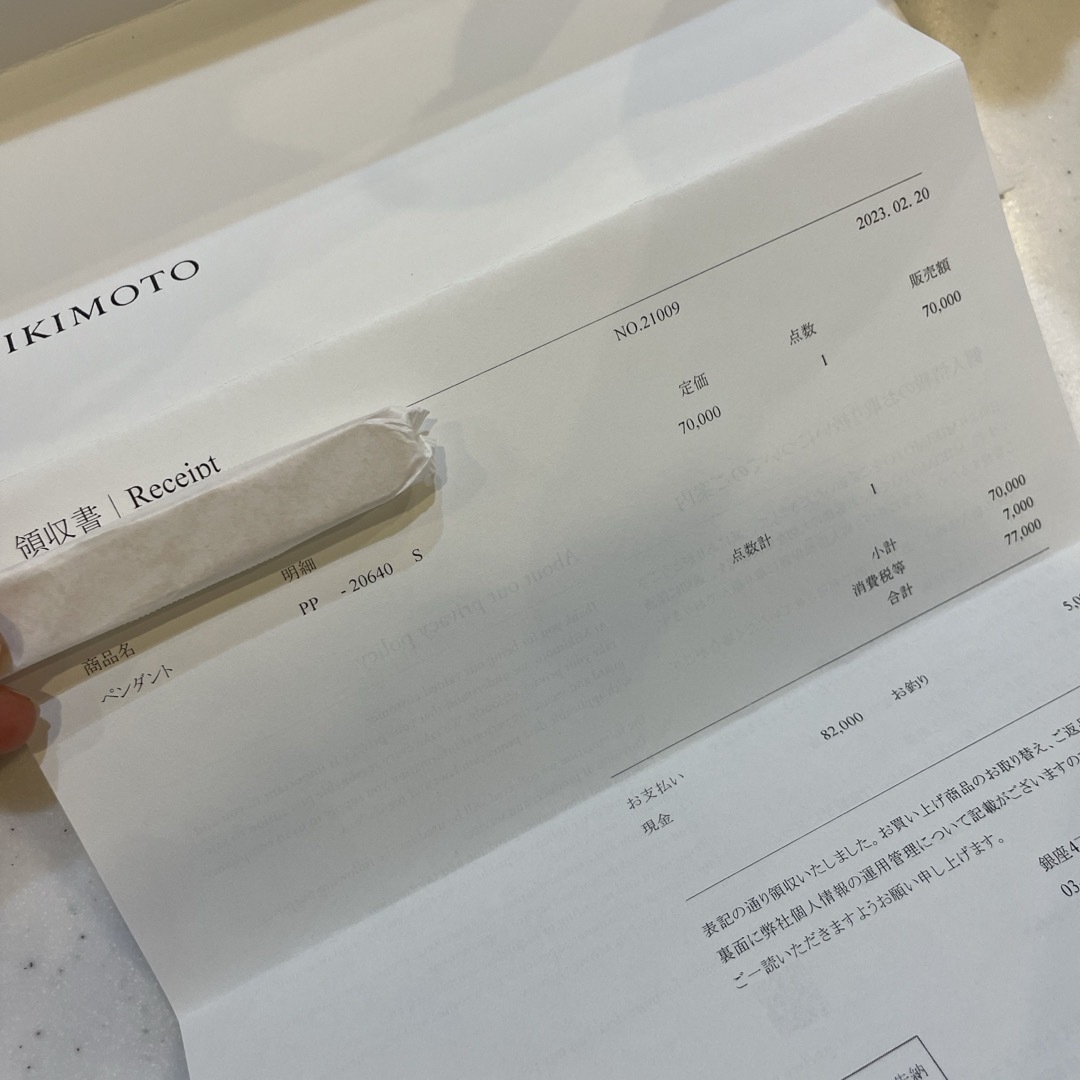 IKIMOTO
2023. 02. 20
領収書 | Receipt
NO.21009
商品名 明細 定価 点数 販売額
ペンダント PP - 20640 S 70,000 1 70,000
点数計 1 小計 70,000
消費税等 7,000
合計 77,000
お支払い
現金 82,000 お釣り 5,0
表記の通り領収いたしました。お買い上げ商品のお取り替え、ご返
裏面に弊社個人情報の運用管理について記載がございますの
ご一読いただきますようお願い申し上げます。
銀座4
03